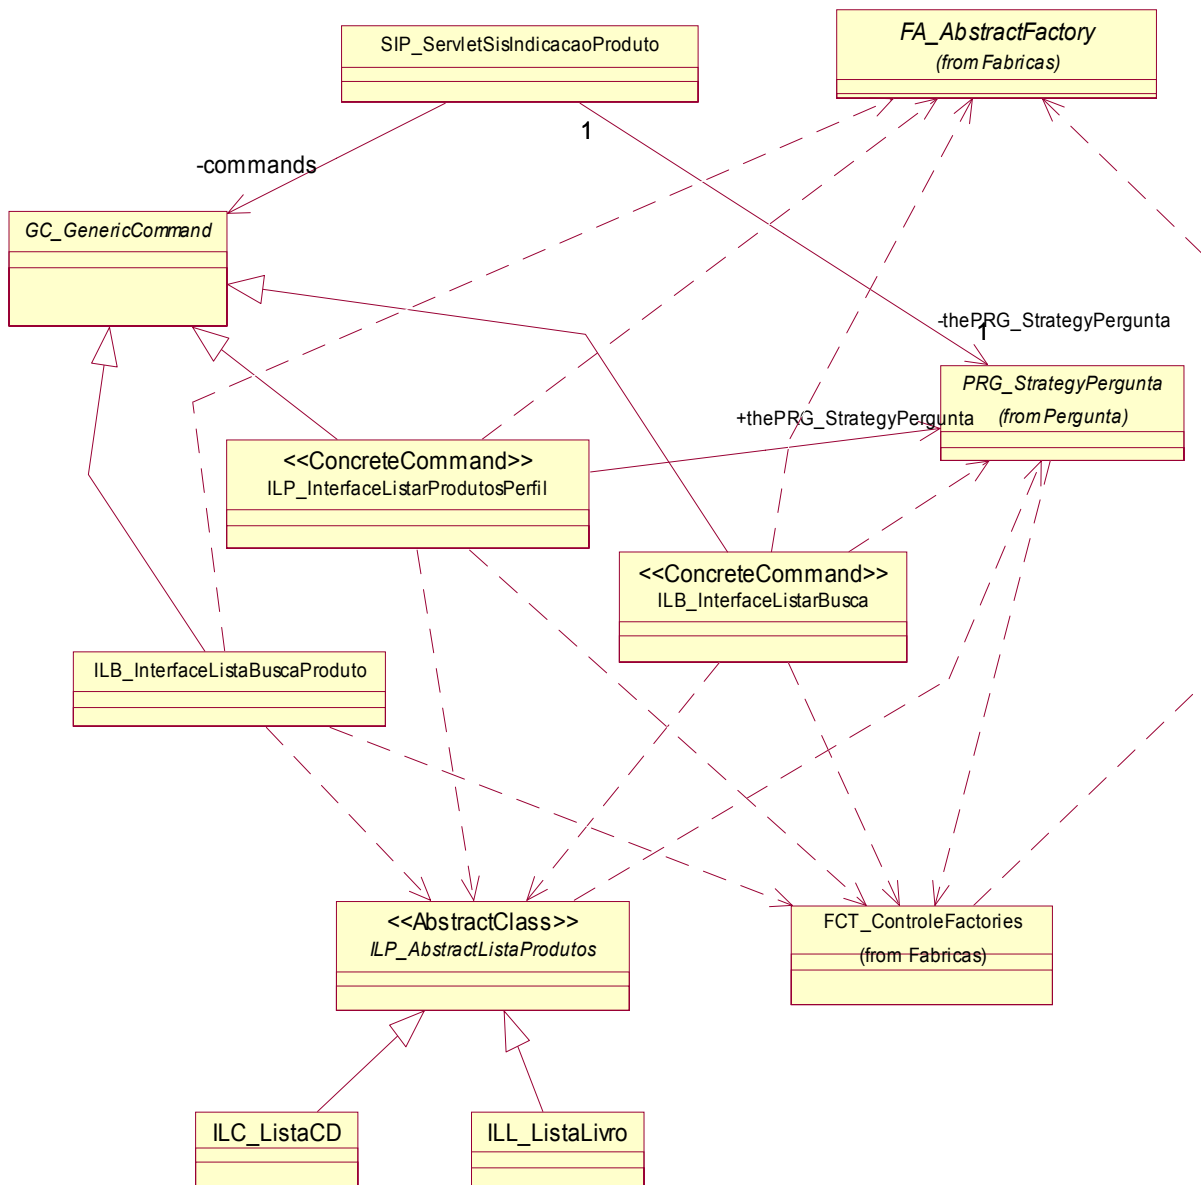 SIP_ServletSisIndicacaoProduto
FA_AbstractFactory
(from Fabricas)
1
-commands
GC_GenericCommand
-thePRG_StrategyPergunta
1
PRG_StrategyPergunta
(from Pergunta)
+thePRG_StrategyPergunta
<<ConcreteCommand>>
ILP_InterfaceListarProdutosPerfil
<<ConcreteCommand>>
ILB_InterfaceListarBusca
ILB_InterfaceListaBuscaProduto
<<AbstractClass>>
ILP_AbstractListaProdutos
FCT_ControleFactories
(from Fabricas)
ILC_ListaCD
ILL_ListaLivro